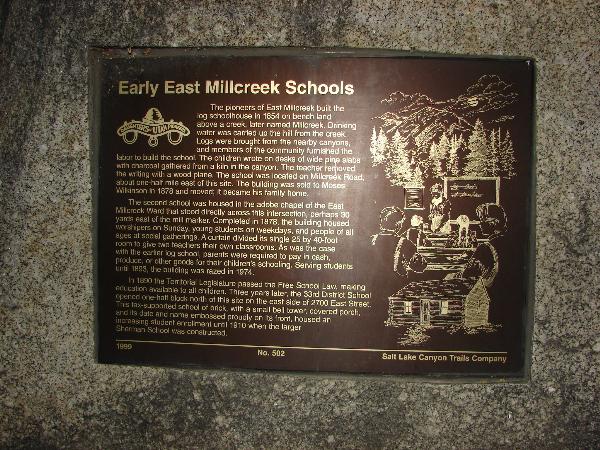 Early East Millcreek Schools
The pioneers of East Millcreek built the
log schoolhouse in 1854 on bench land
above a creek, later named Millcreek. Drinking
water was carried up the hill from the creek.
Logs were brought from the nearby canyons,
and members of the community furnished the
labor to build the school. The children wrote on desks of wide pine slabs
with charcoal gathered from a kiln in the canyon. The teacher removed
the writing with a wood plane. The school was located on Millcreek Road,
about one-half mile east of this site. The building was sold to Moses
Wilkinson in 1878 and moved; it became his family home.
The second school was housed in the adobe chapel of the East
Millcreek Ward that stood directly across this intersection, perhaps 30
yards east of the mill marker. Completed in 1878, the building housed
worshipers on Sunday, young students on weekdays, and people of all
ages at social gatherings. A curtain divided its single 25 by 40-foot
room to give two teachers their own classrooms. As was the case
with the earlier log school, parents were required to pay in cash,
produce, or other goods for their children's schooling. Serving students
until 1893, the building was razed in 1974.
In 1890 the Territorial Legislature passed the Free School Law, making
education available to all children. Three years later, the 33rd District School
opened one-half block north of this site on the east side of 2700 East Street.
This tax-supported school of brick, with a small bell tower, covered porch,
and its date and name embossed proudly on its front, housed an
increasing student enrollment until 1910 when the larger
Sherman School was constructed.
1999
No. 502
Salt Lake Canyon Trails Company